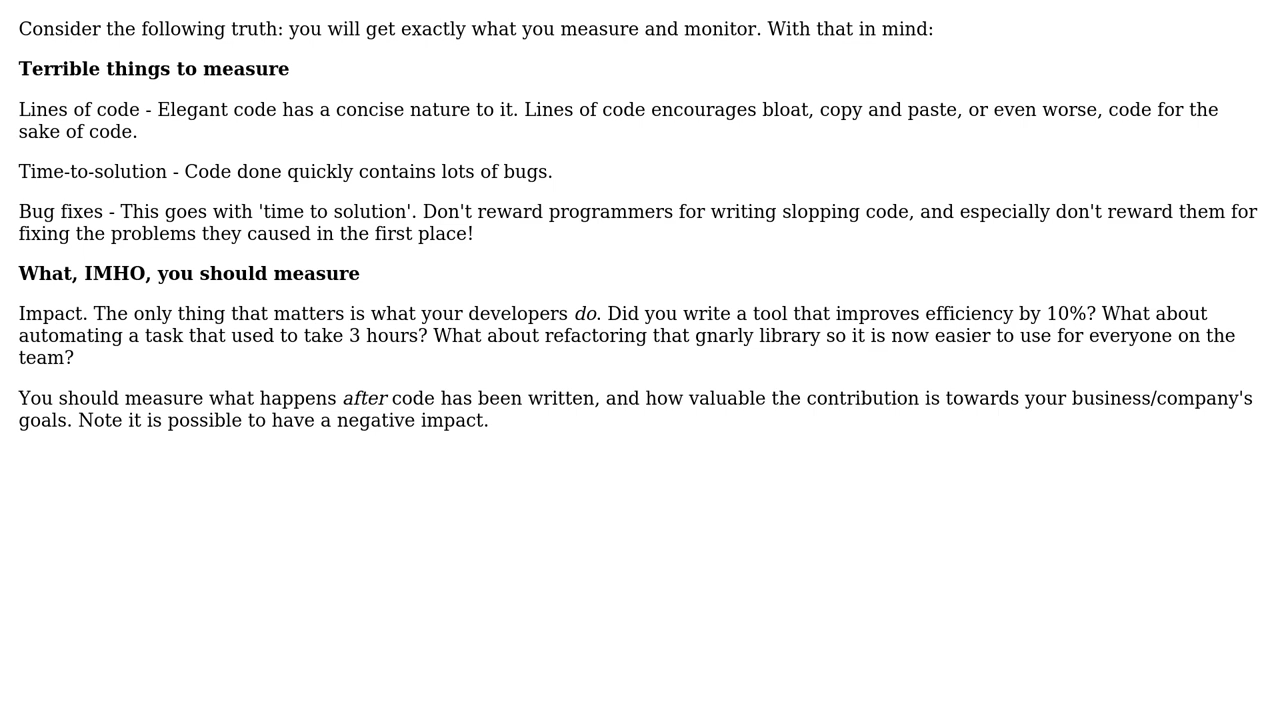 Consider the following truth: you will get exactly what you measure and monitor. With that in mind:
Terrible things to measure
Lines of code - Elegant code has a concise nature to it. Lines of code encourages bloat, copy and paste, or even worse, code for the
sake of code.
Time-to-solution - Code done quickly contains lots of bugs.
Bug fixes - This goes with 'time to solution'. Don't reward programmers for writing slopping code, and especially don't reward them for
fixing the problems they caused in the first place!
What, IMHO, you should measure
Impact. The only thing that matters is what your developers do. Did you write a tool that improves efficiency by 10%? What about
automating a task that used to take 3 hours? What about refactoring that gnarly library so it is now easier to use for everyone on the
team?
You should measure what happens after code has been written, and how valuable the contribution is towards your business/company's
goals. Note it is possible to have a negative impact.